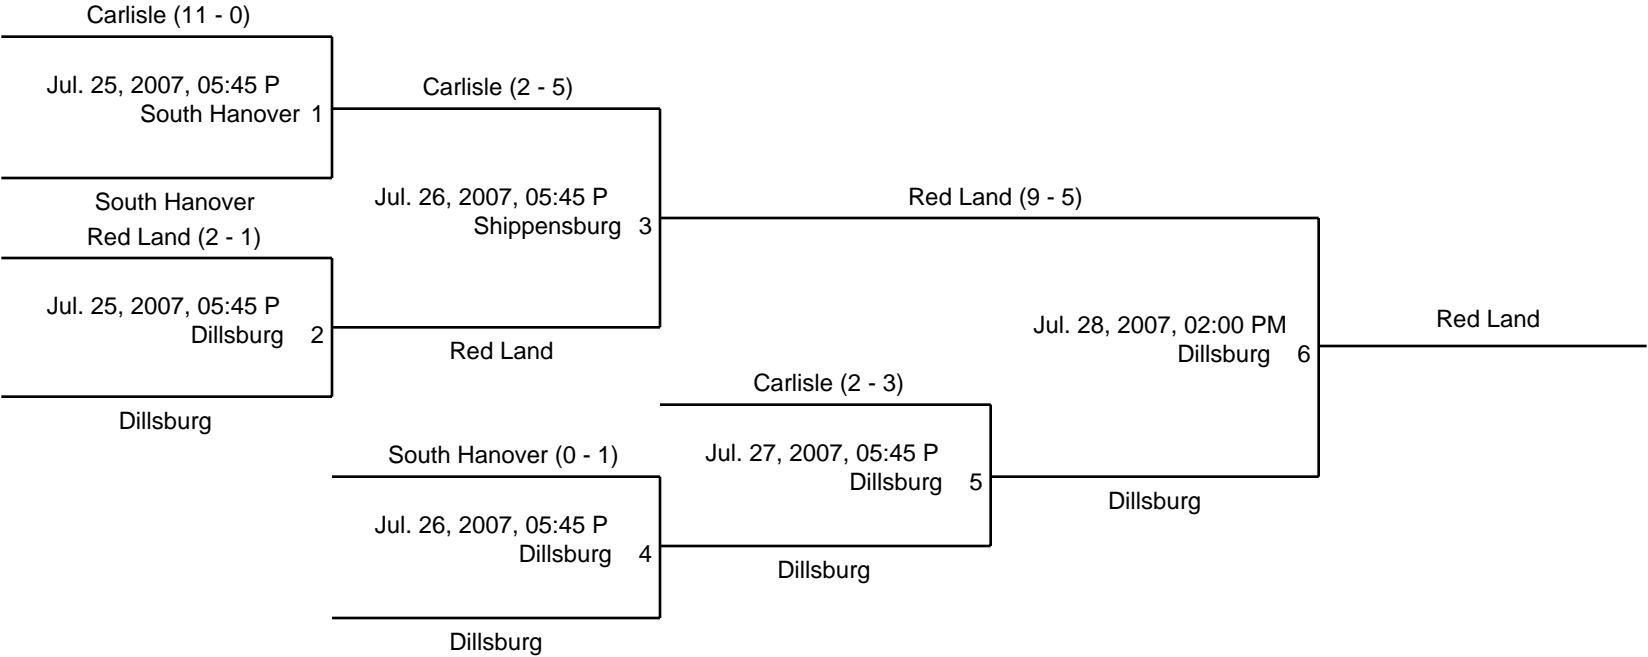 Carlisle (11 - 0)
Jul. 25, 2007, 05:45 P
South Hanover 1
South Hanover
Red Land (2 - 1)
Jul. 25, 2007, 05:45 P
Dillsburg 2
Dillsburg
Carlisle (2 - 5)
Jul. 26, 2007, 05:45 P
Shippensburg 3
Red Land
South Hanover (0 - 1)
Jul. 26, 2007, 05:45 P
Dillsburg 4
Dillsburg
Carlisle (2 - 3)
Jul. 27, 2007, 05:45 P
Dillsburg 5
Dillsburg
Red Land (9 - 5)
Jul. 28, 2007, 02:00 PM
Dillsburg 6
Dillsburg
Red Land